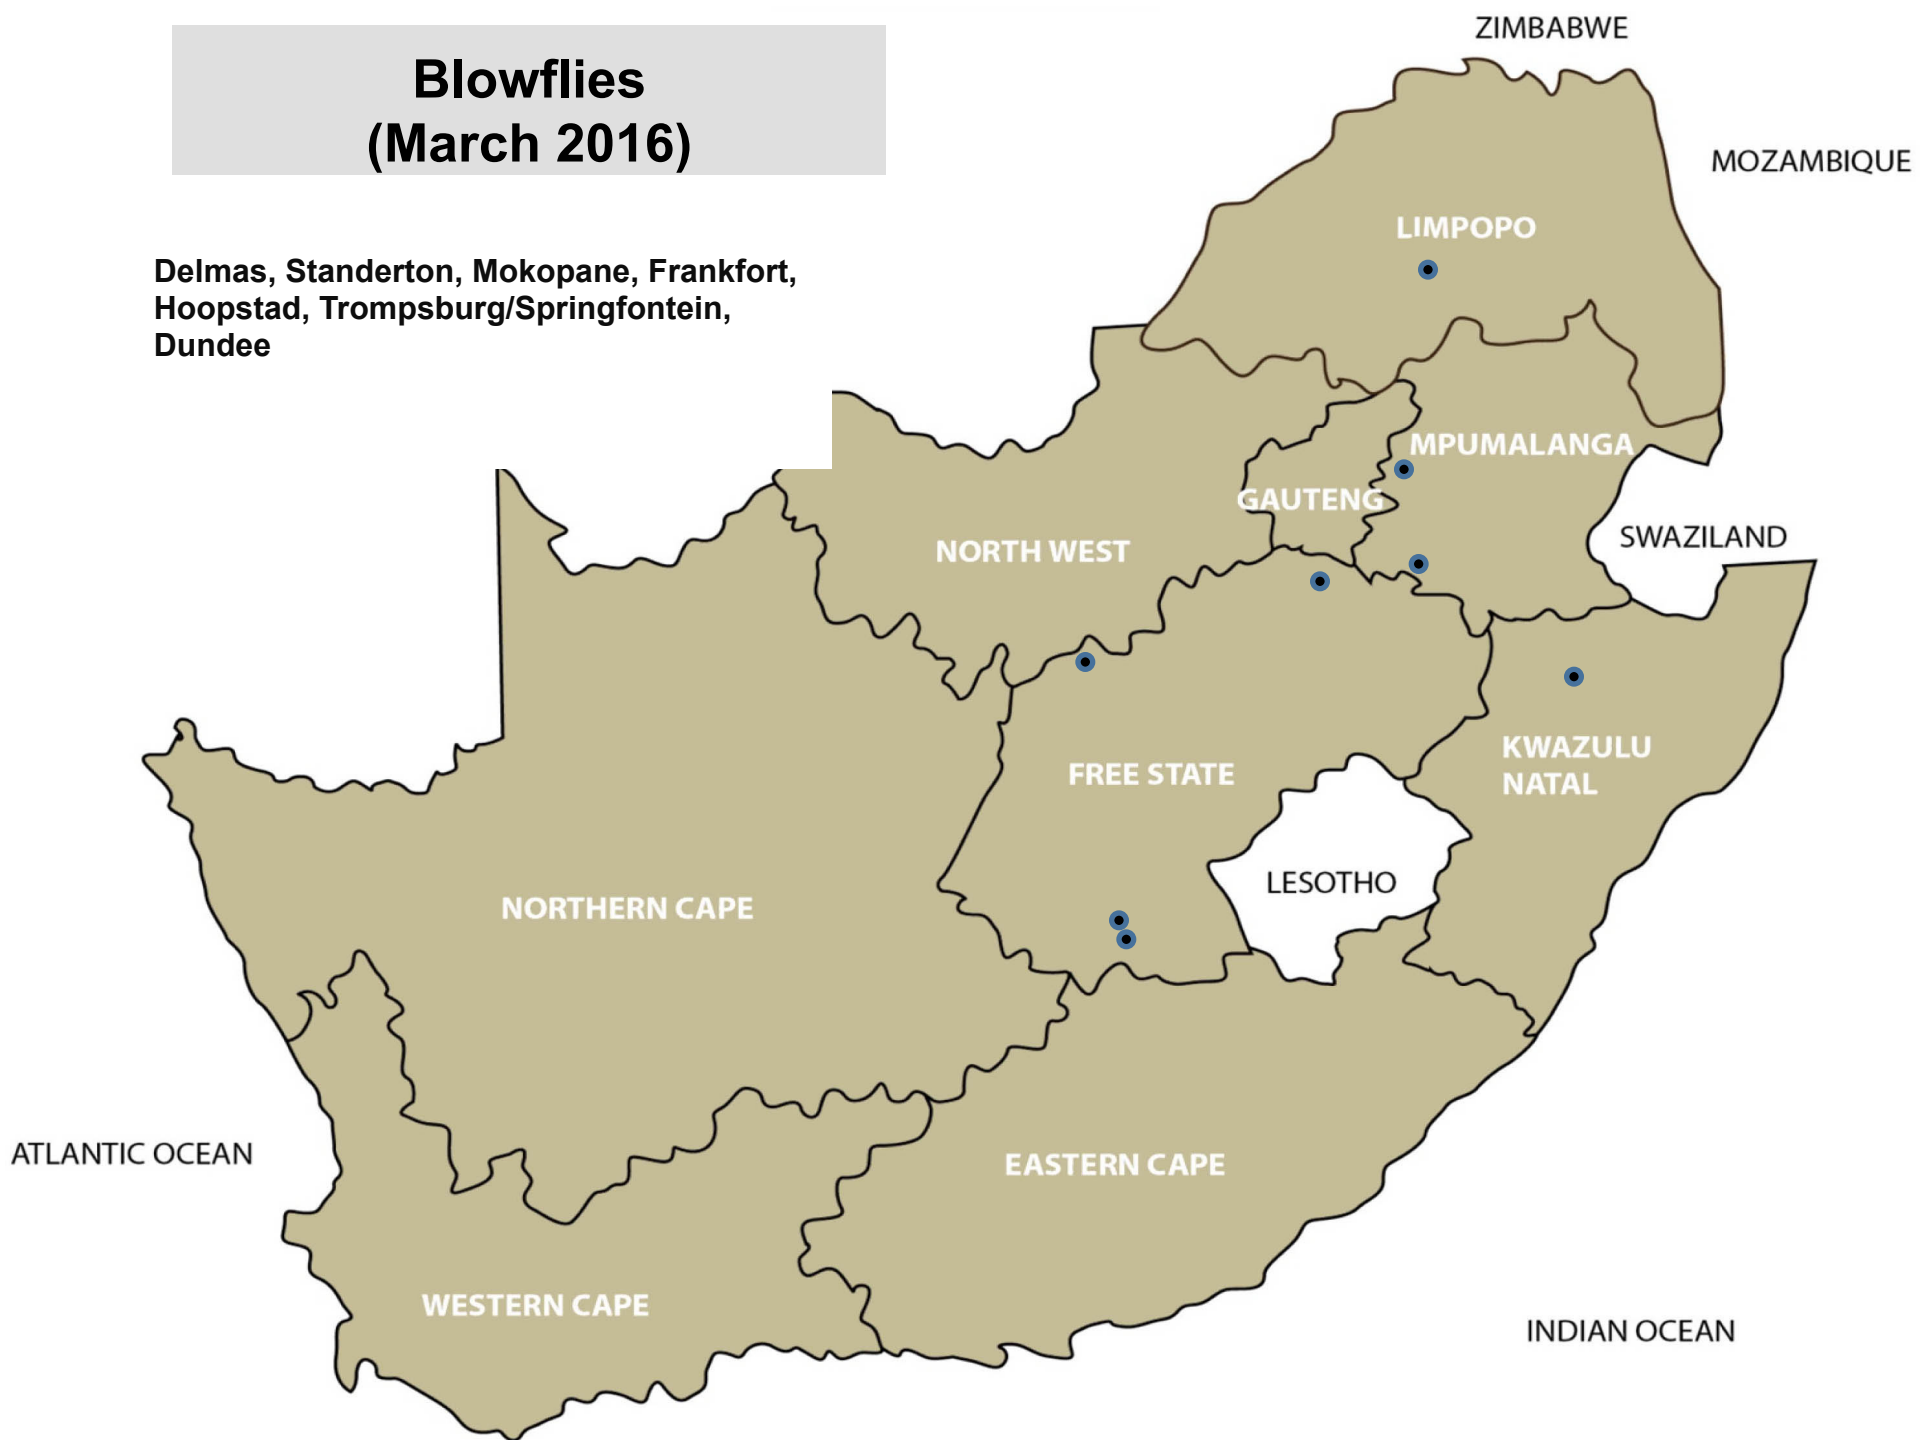 Blowflies
(March 2016)
Delmas, Standerton, Mokopane, Frankfort,
Hoopstad, Trompsburg/Springfontein,
Dundee
ZIMBABWE
MOZAMBIQUE
LIMPOPO
MPUMALANGA
GAUTENG
SWAZILAND
NORTH WEST
KWAZULU
NATAL
FREE STATE
LESOTHO
NORTHERN CAPE
ATLANTIC OCEAN
EASTERN CAPE
WESTERN CAPE
INDIAN OCEAN